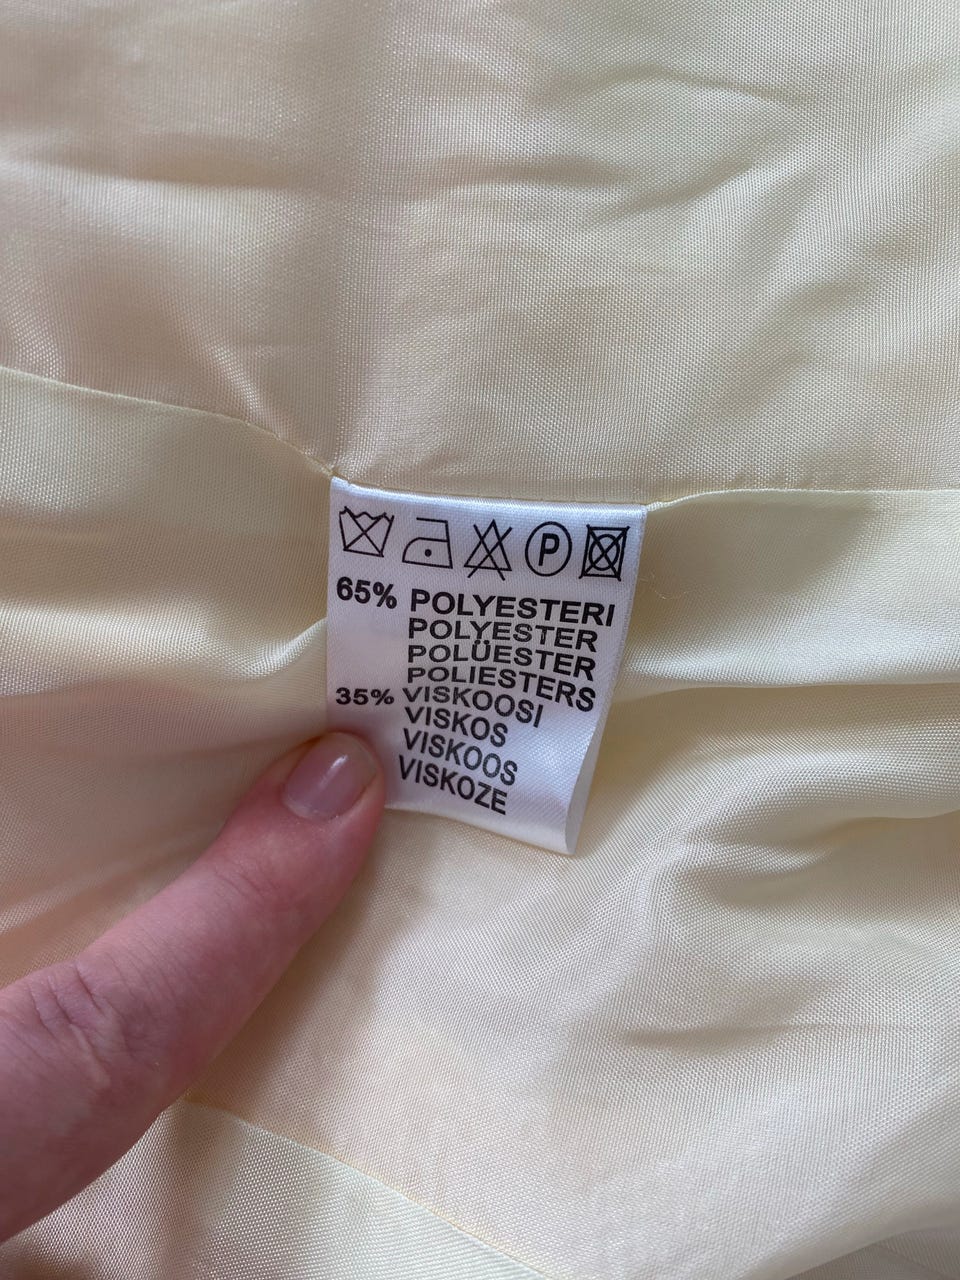 P
65% POLYESTERI
POLYESTER
POLÜESTER
POLIESTERS
35% VISKOOSI
VISKOS
VISKOOS
VISKOZE